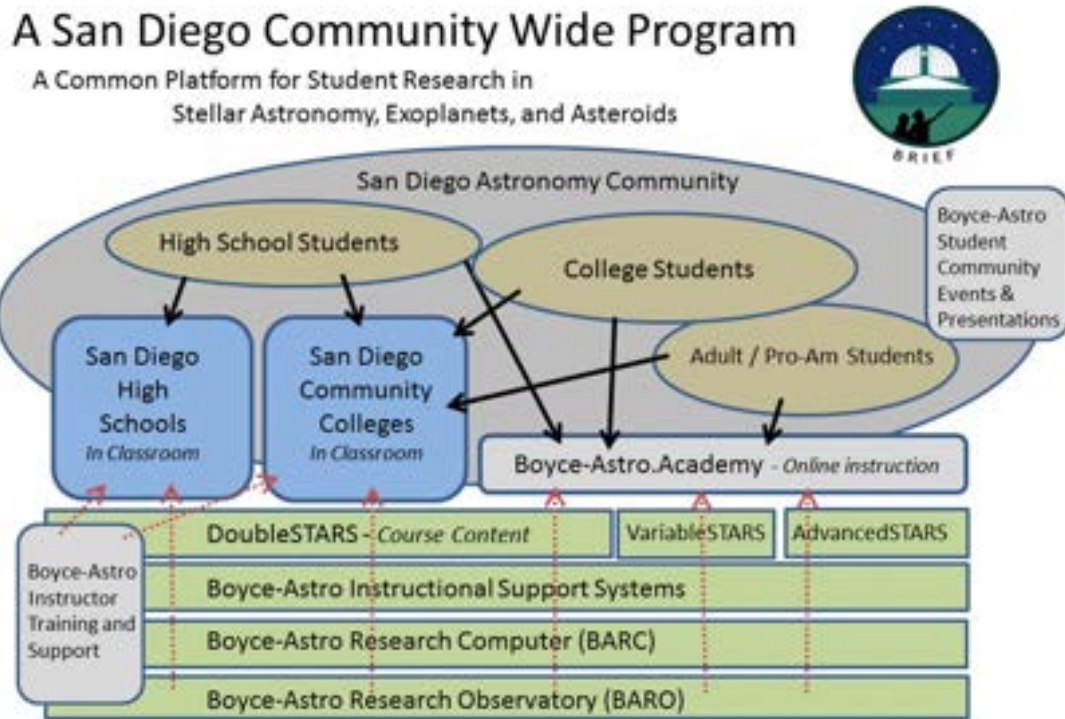 A San Diego Community Wide Program
A Common Platform for Student Research in
Stellar Astronomy, Exoplanets, and Asteroids
BRIEF
San Diego Astronomy Community
High School Students
College Students
Adult / Pro-Am Students
Boyce-Astro
Student
Community
Events &
Presentations
San Diego
High
Schools
In Classroom
San Diego
Community
Colleges
In Classroom
Boyce-Astro.Academy - Online instruction
DoubleSTARS - Course Content
VariableSTARS
AdvancedSTARS
Boyce-Astro
Instructor
Training and
Support
Boyce-Astro Instructional Support Systems
Boyce-Astro Research Computer (BARC)
Boyce-Astro Research Observatory (BARO)